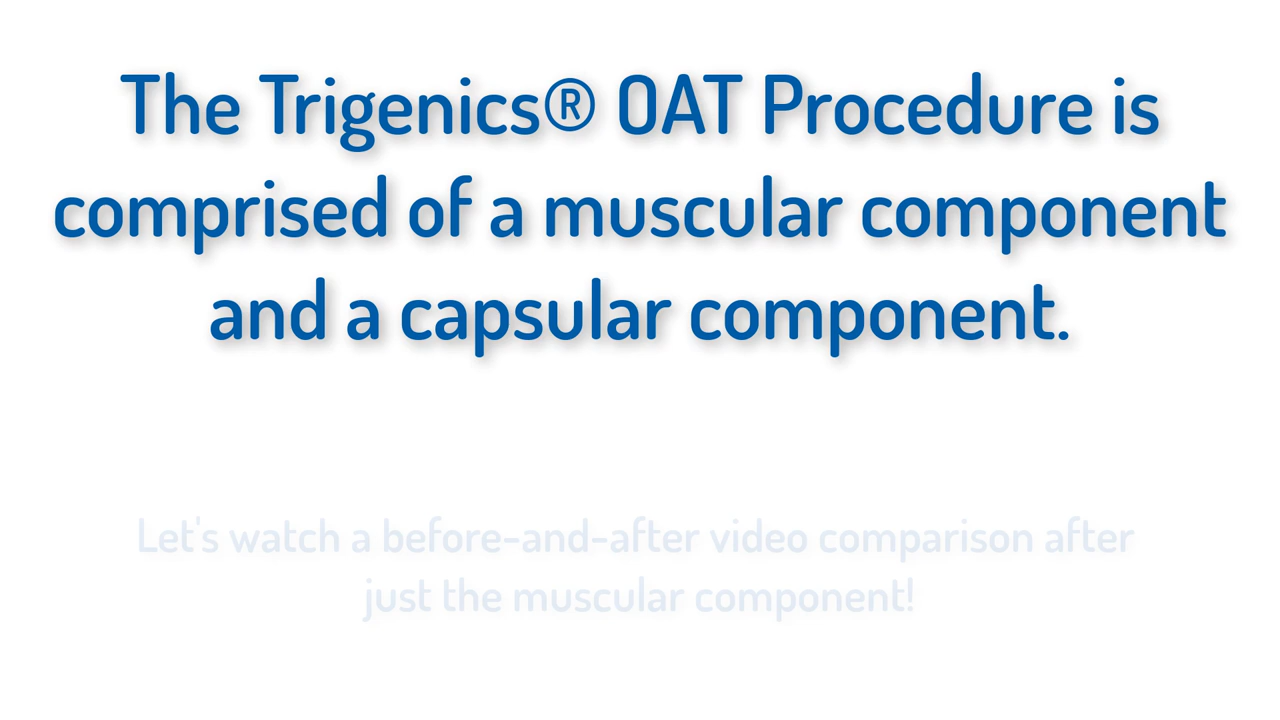 The Trigenics® OAT Procedure is
comprised of a muscular component
and a capsular component.
Let's watch a before-and-after video comparison after
just the muscular component!